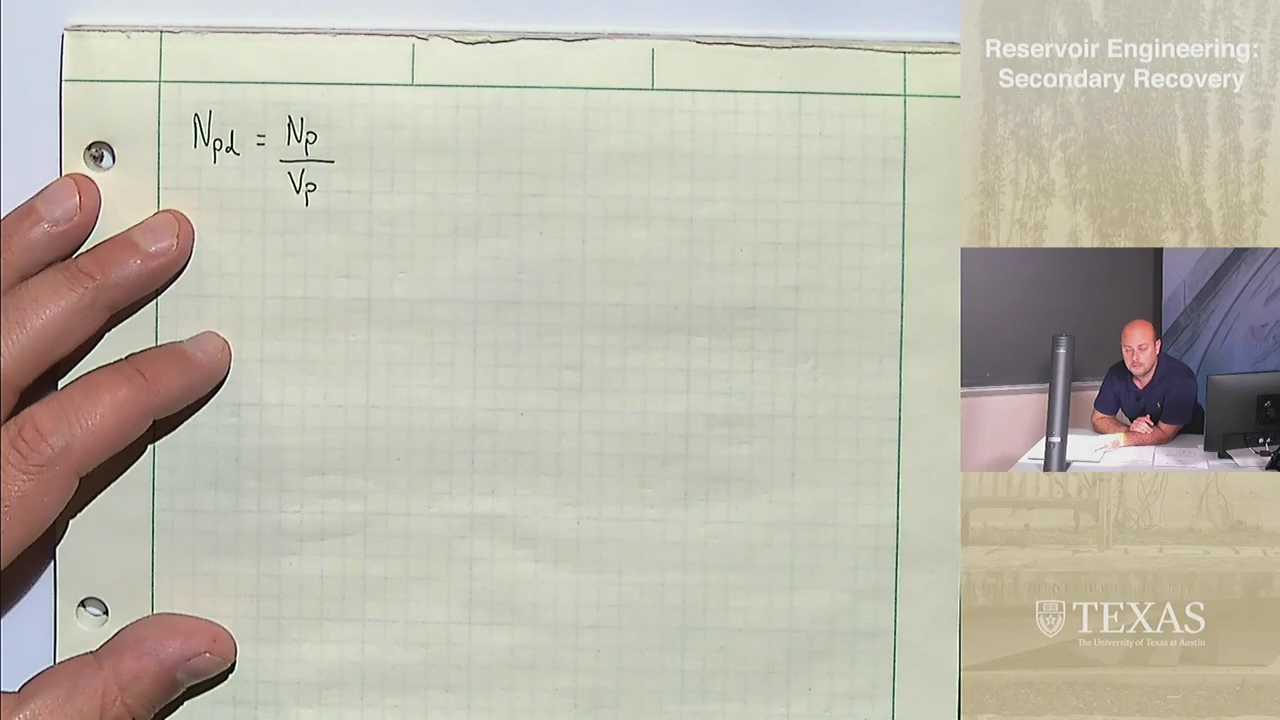 Npd = Np
Vp
Reservoir Engineering:
Secondary Recovery
TEXAS
The University of Texas at Austin